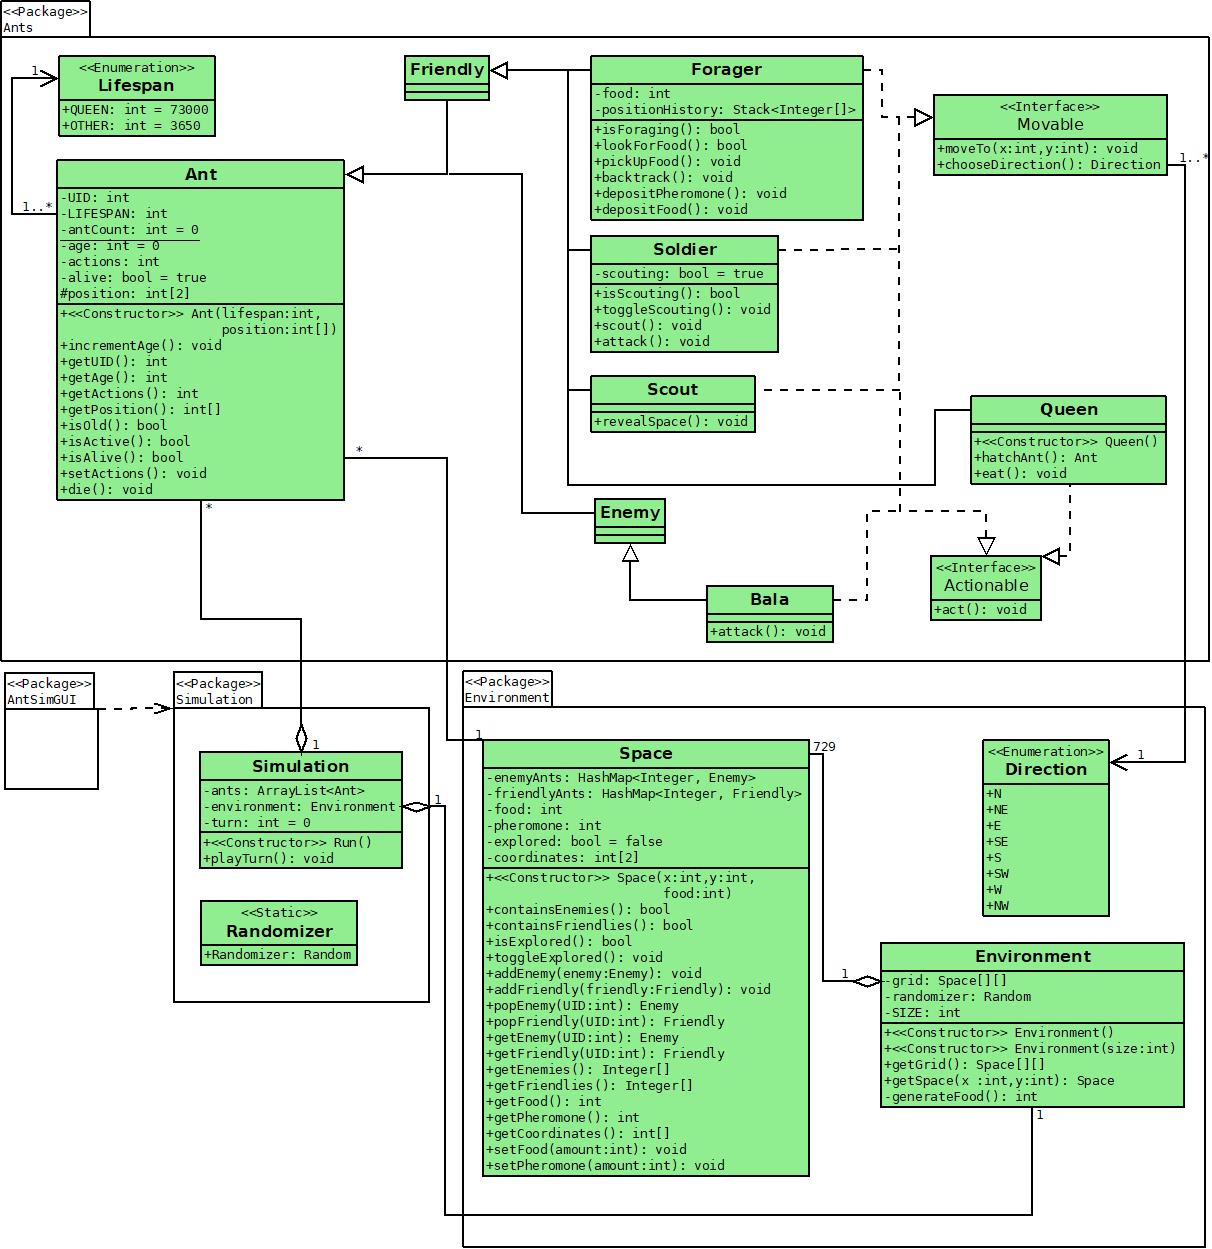 <<Package>>
Ants
<<Enumeration>>
Lifespan
+QUEEN: int = 73000
+OTHER: int = 3650
1
1..*
Ant
-UID: int
-LIFESPAN: int
-antCount: int = 0
-age: int = 0
-actions: int
-alive: bool = true
#position: int[2]
+<<Constructor>> Ant(lifespan:int,
position:int[])
+incrementAge(): void
+getUID(): int
+getAge(): int
+getActions(): int
+getPosition(): int[]
+isOld(): bool
+isActive(): bool
+isAlive(): bool
+setActions(): void
+die(): void
*
*
Friendly
Forager
-food: int
-positionHistory: Stack<Integer[]>
+isForaging(): bool
+lookForFood(): bool
+pickUpFood(): void
+backtrack(): void
+depositPheromone(): void
+depositFood(): void
<<Interface>>
Movable
+moveTo(x:int,y:int): void
+chooseDirection(): Direction
1..*
Soldier
-scouting: bool = true
+isScouting(): bool
+toggleScouting(): void
+scout(): void
+attack(): void
Scout
+revealSpace(): void
Queen
+<<Constructor>> Queen()
+hatchAnt(): Ant
+eat(): void
Enemy
Bala
+attack(): void
<<Interface>>
Actionable
+act(): void
<<Package>>
AntSimGUI
<<Package>>
Simulation
1
Simulation
-ants: ArrayList<Ant>
-environment: Environment
-turn: int = 0
+<<Constructor>> Run()
+playTurn(): void
1
<<Static>>
Randomizer
+Randomizer: Random
<<Package>>
Environment
1
Space
-enemyAnts: HashMap<Integer, Enemy>
-friendlyAnts: HashMap<Integer, Friendly>
-food: int
-pheromone: int
-explored: bool = false
-coordinates: int[2]
+<<Constructor>> Space(x:int,y:int,
food:int)
+containsEnemies(): bool
+containsFriendlies(): bool
+isExplored(): bool
+toggleExplored(): void
+addEnemy(enemy:Enemy): void
+addFriendly(friendly:Friendly): void
+popEnemy(UID:int): Enemy
+popFriendly(UID:int): Friendly
+getEnemy(UID:int): Enemy
+getFriendly(UID:int): Friendly
+getEnemies(): Integer[]
+getFriendlies(): Integer[]
+getFood(): int
+getPheromone(): int
+getCoordinates(): int[]
+setFood(amount:int): void
+setPheromone(amount:int): void
729
1
<<Enumeration>>
Direction
+N
+NE
+E
+SE
+S
+SW
+W
+NW
1
Environment
-grid: Space[][]
-randomizer: Random
-SIZE: int
+<<Constructor>> Environment()
+<<Constructor>> Environment(size:int)
+getGrid(): Space[][]
+getSpace(x :int,y:int): Space
-generateFood(): int
1